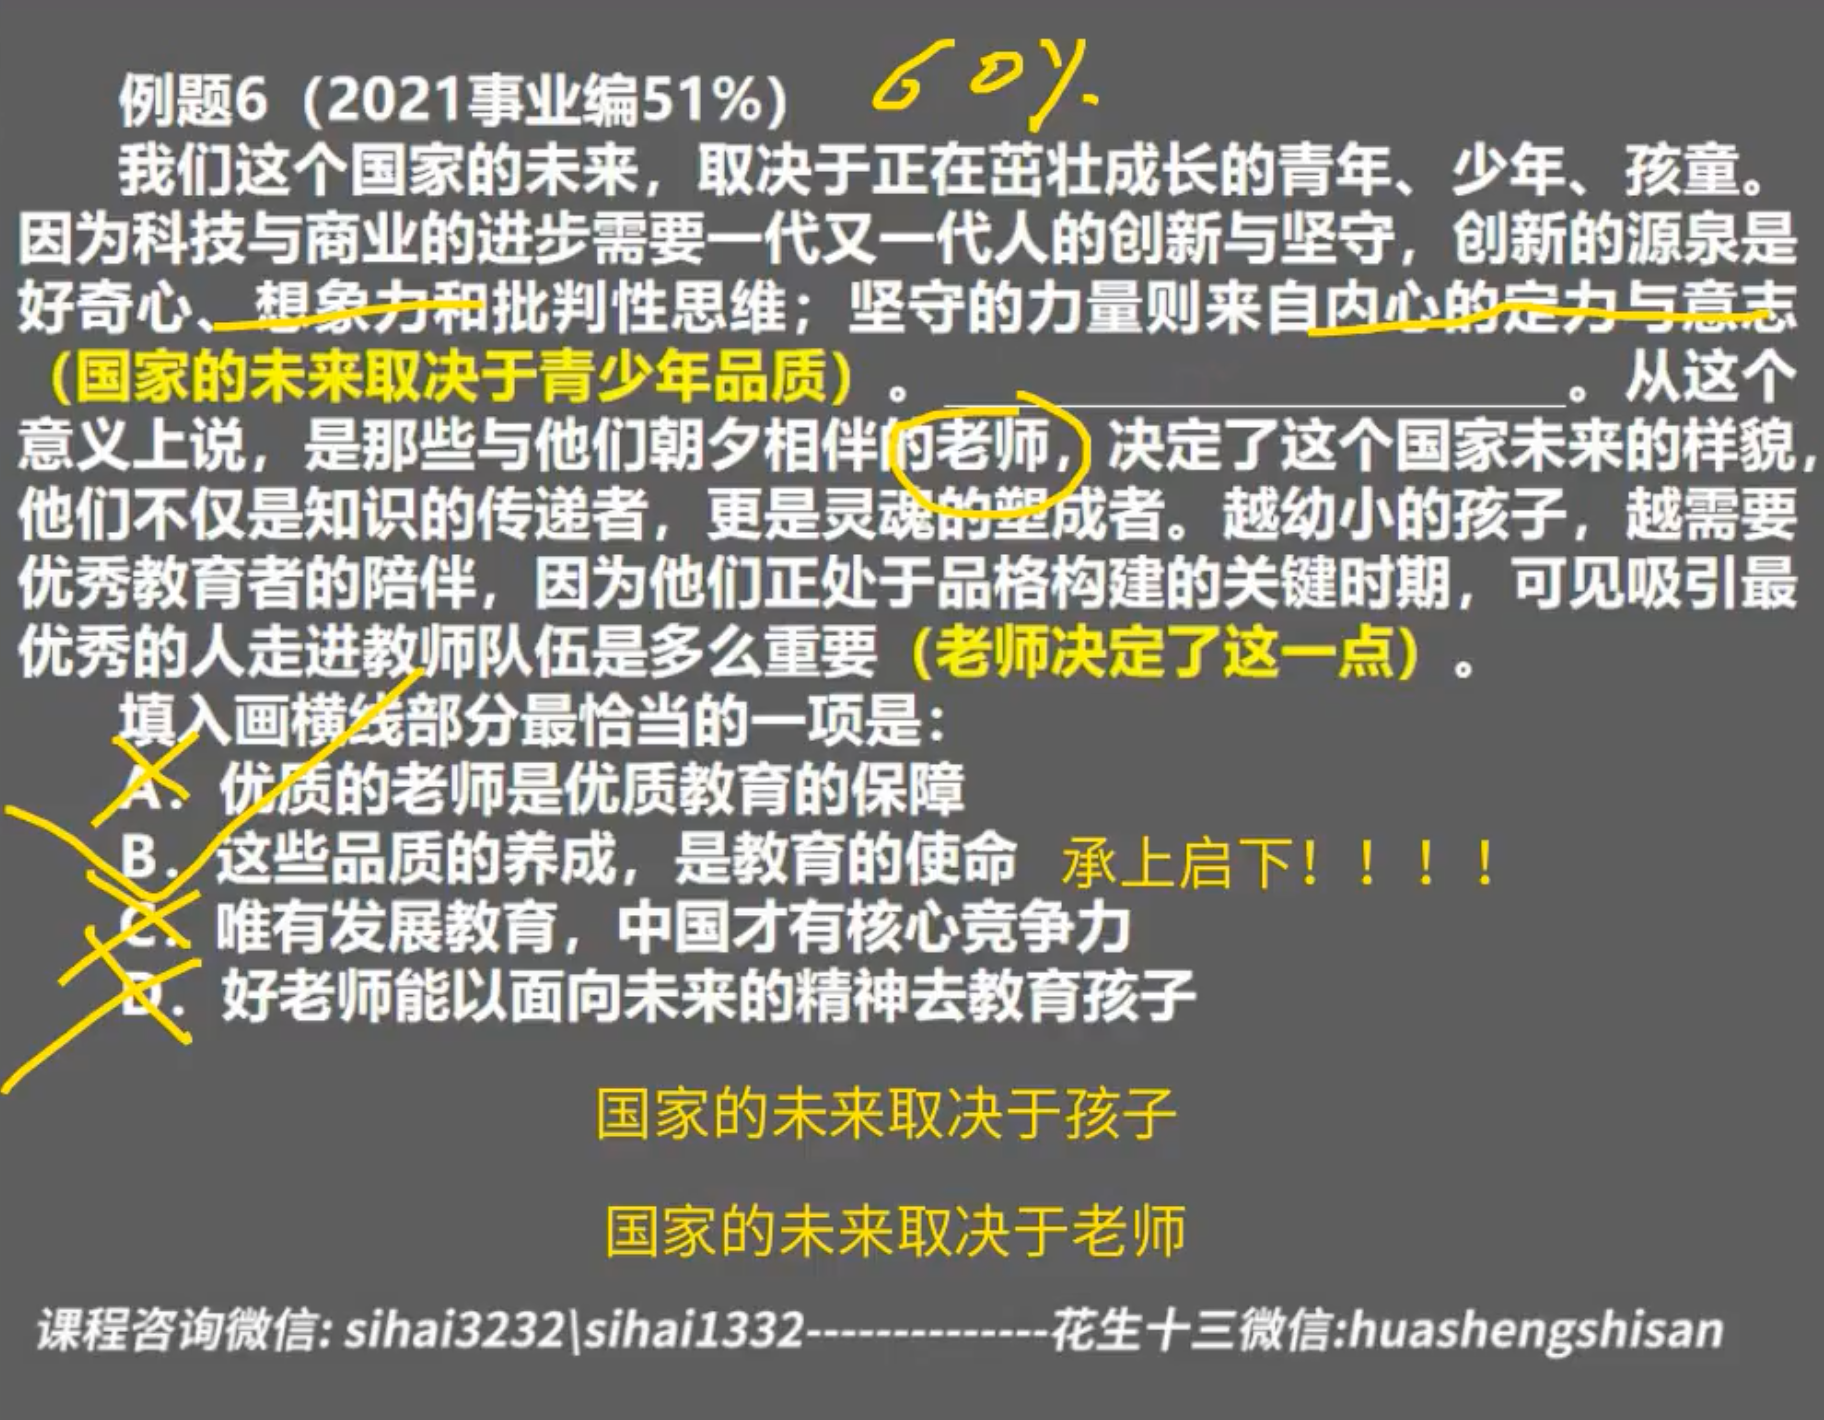 例题6（2021事业编51%） 60%.
我们这个国家的未来，取决于正在茁壮成长的青年、少年、孩童。
因为科技与商业的进步需要一代又一代人的创新与坚守，创新的源泉是
好奇心、想象力和批判性思维；坚守的力量则来自内心的定力与意志
（国家的未来取决于青少年品质）。____________________。从这个
意义上说，是那些与他们朝夕相伴的老师，决定了这个国家未来的样貌，
他们不仅是知识的传递者，更是灵魂的塑成者。越幼小的孩子，越需要
优秀教育者的陪伴，因为他们正处于品格构建的关键时期，可见吸引最
优秀的人走进教师队伍是多么重要（老师决定了这一点）。
填入画横线部分最恰当的一项是：
A．优质的老师是优质教育的保障
B．这些品质的养成，是教育的使命 承上启下！！！！
C．唯有发展教育，中国才有核心竞争力
D．好老师能以面向未来的精神去教育孩子
国家的未来取决于孩子
国家的未来取决于老师
课程咨询微信: sihai3232\sihai1332--------------花生十三微信:huashengshisan